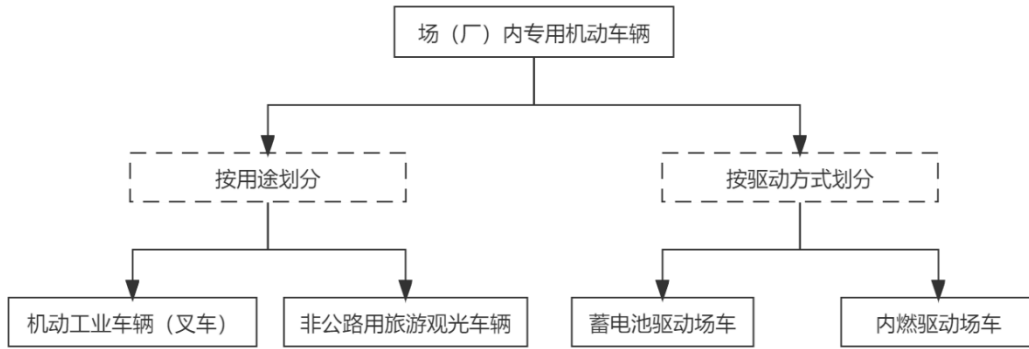 场（厂）内专用机动车辆
按用途划分
按驱动方式划分
机动工业车辆（叉车）
非公路用旅游观光车辆
蓄电池驱动场车
内燃驱动场车